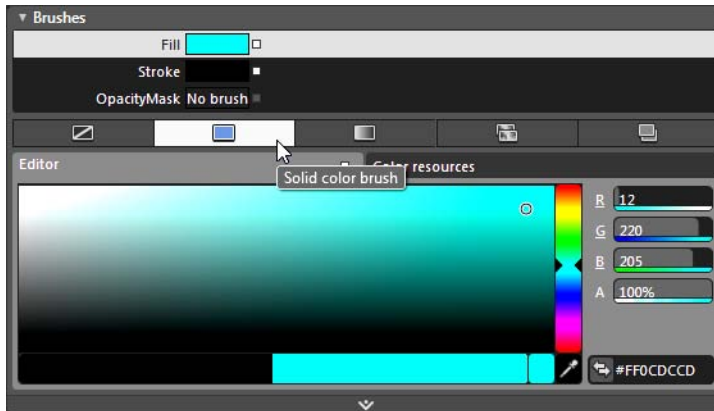 Brushes
Fill
Stroke
OpacityMask No brush
Editor
Color resources
Solid color brush
R 12
G 220
B 205
A 100%
#FF0CDCCD